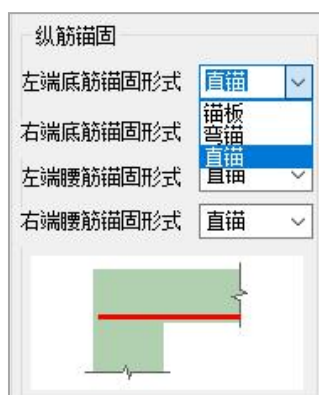 纵筋锚固
左端底筋锚固形式 直锚
锚板
右端底筋锚固形式 弯锚
直锚
左端腰筋锚固形式 直锚
右端腰筋锚固形式 直锚